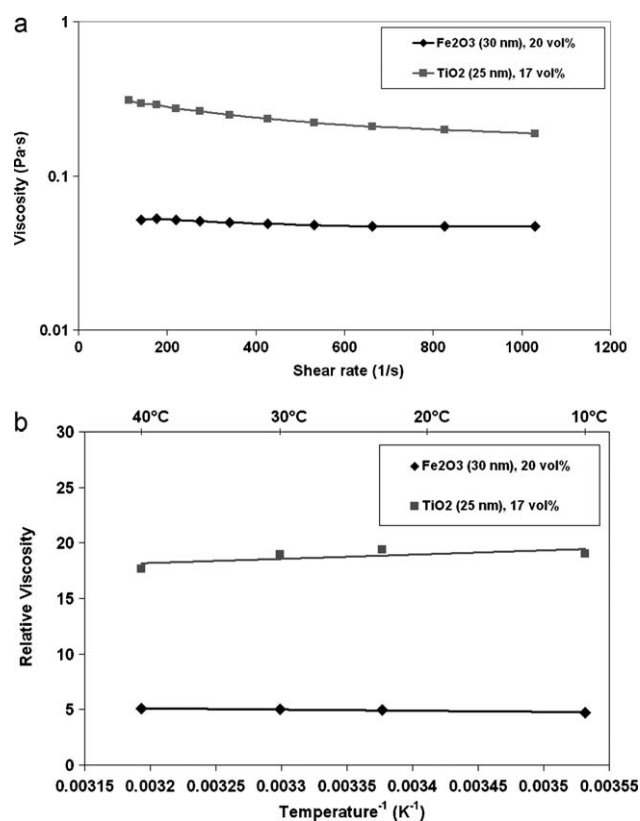 a
1
0.1
0.01
Viscosity (Pa·s)
Fe2O3 (30 nm), 20 vol%
TiO2 (25 nm), 17 vol%
0 200 400 600 800 1000 1200
Shear rate (1/s)
b
40°C 30°C 20°C 10°C
30
25
20
15
10
5
0
Relative Viscosity
Fe2O3 (30 nm), 20 vol%
TiO2 (25 nm), 17 vol%
0.00315 0.0032 0.00325 0.0033 0.00335 0.0034 0.00345 0.0035 0.00355
Temperature⁻¹ (K⁻¹)